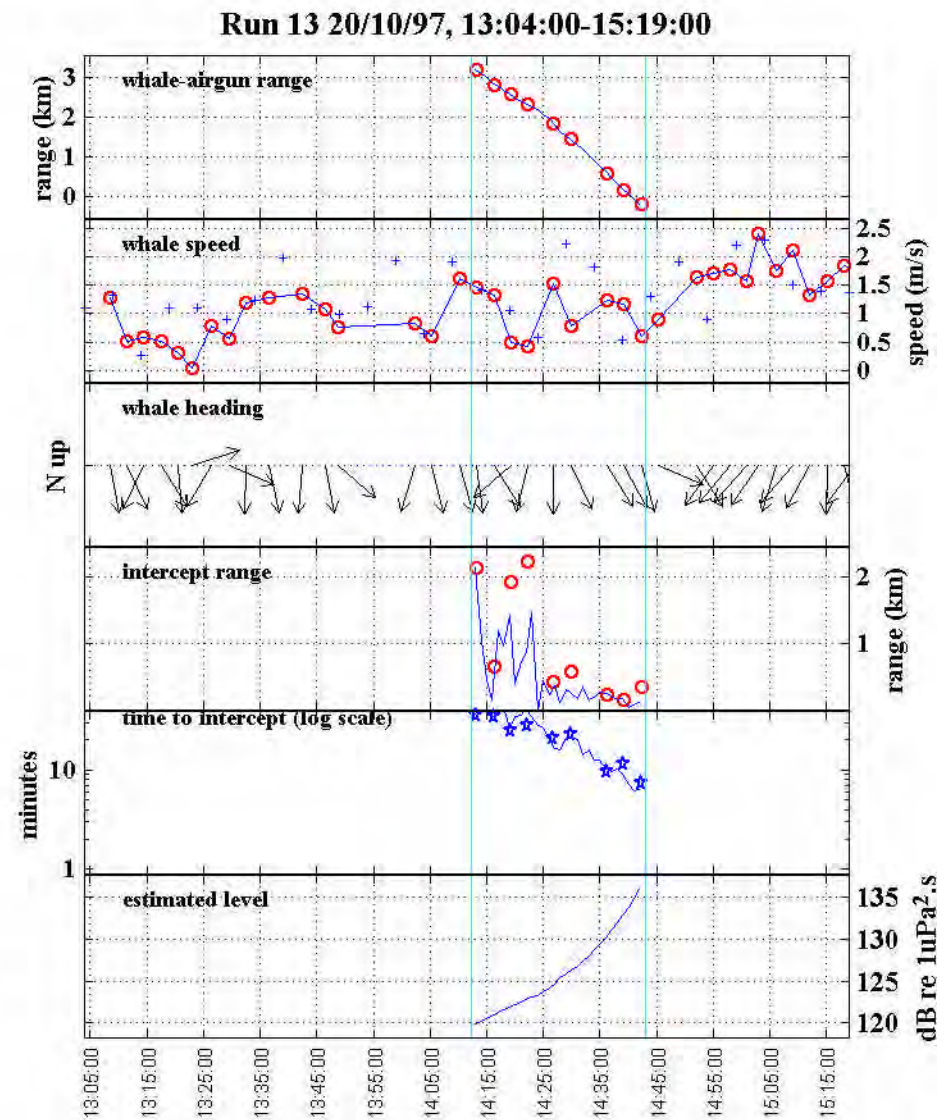 Run 13 20/10/97, 13:04:00-15:19:00
whale-airgun range
range (km)
3
2
1
0
whale speed
2.5
2
1.5
1
0.5
0
speed (m/s)
whale heading
N up
intercept range
2
1
range (km)
time to intercept (log scale)
minutes
10
1
estimated level
135
130
125
120
dB re 1uPa².s
13:05:00
13:15:00
13:25:00
13:35:00
13:45:00
13:55:00
14:05:00
14:15:00
14:25:00
14:35:00
14:45:00
14:55:00
15:05:00
15:15:00